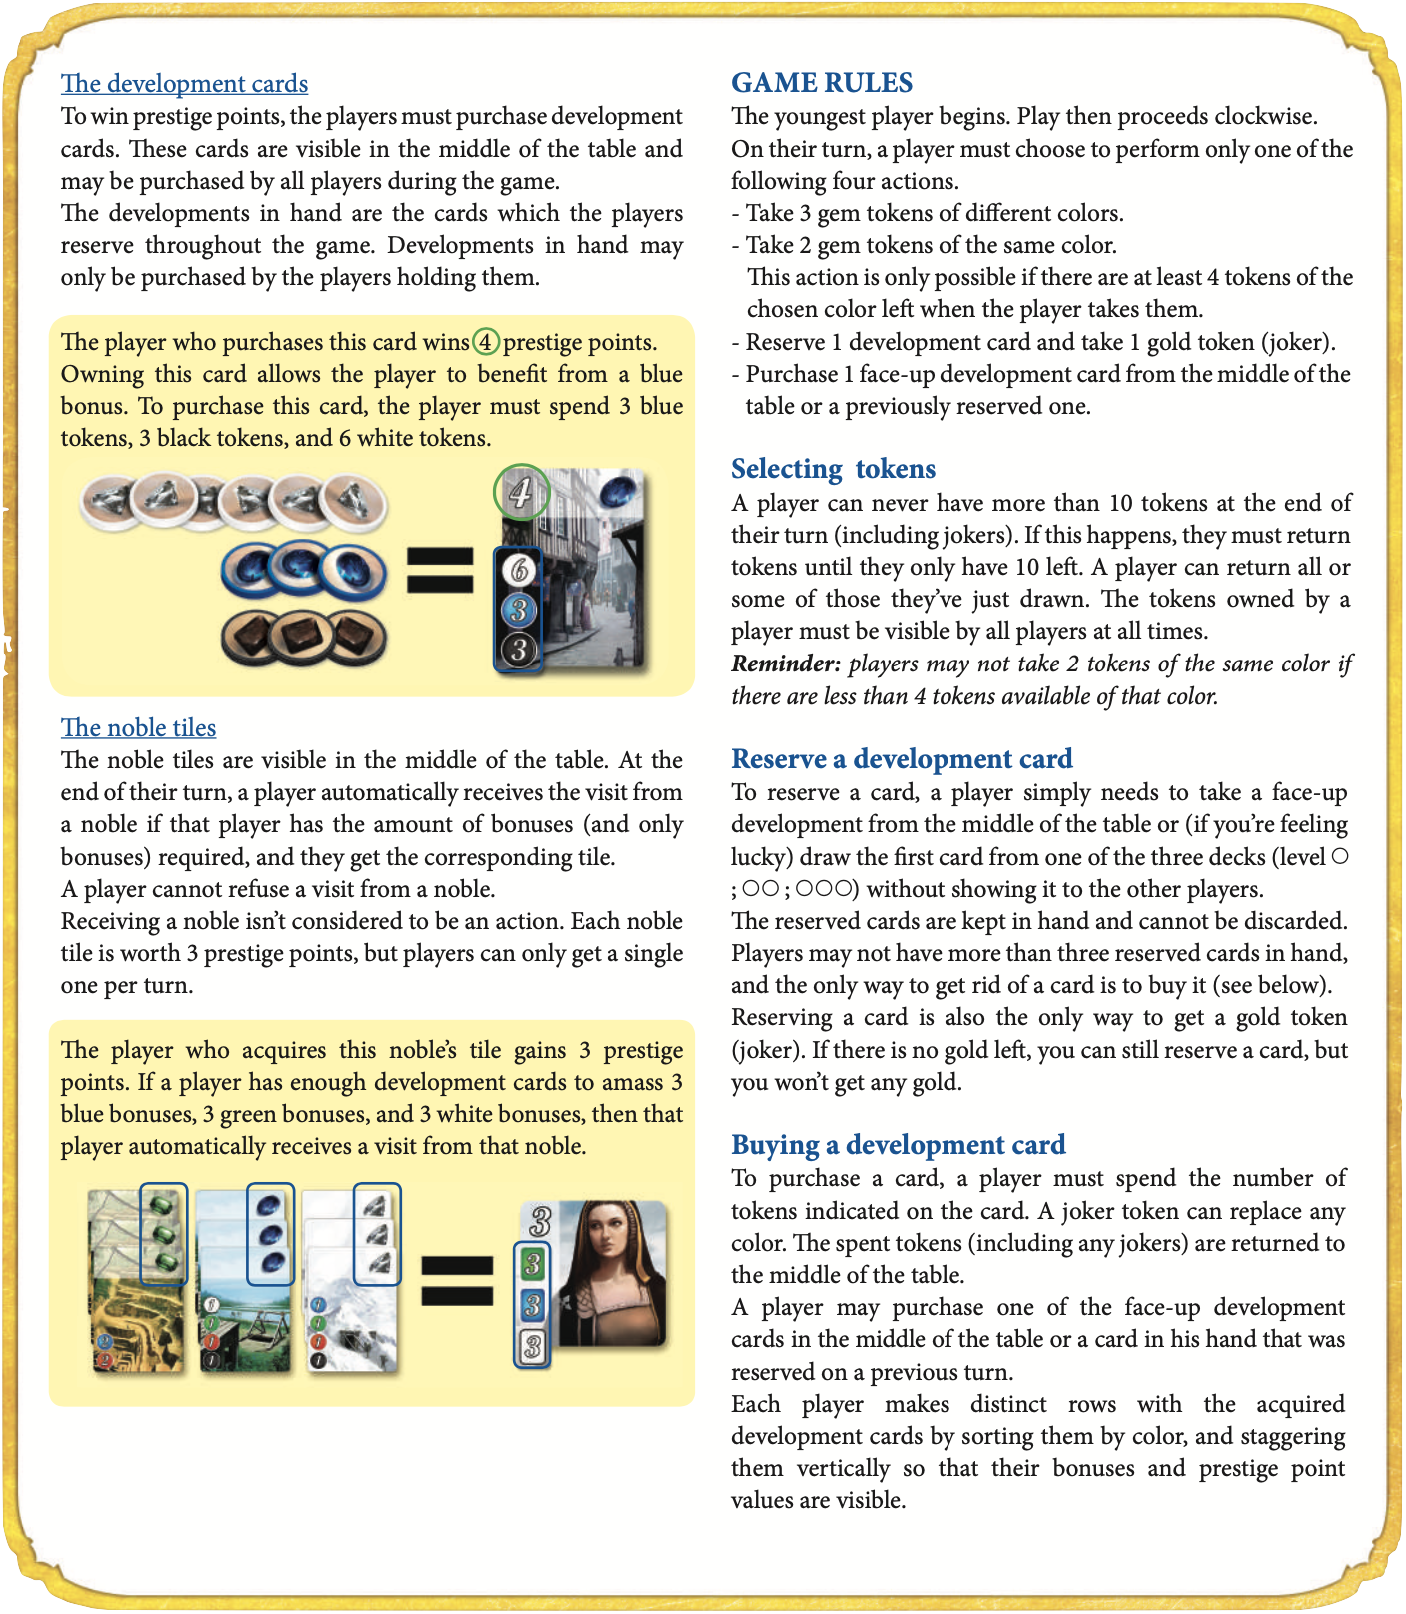 The development cards
To win prestige points, the players must purchase development
cards. These cards are visible in the middle of the table and
may be purchased by all players during the game.
The developments in hand are the cards which the players
reserve throughout the game. Developments in hand may
only be purchased by the players holding them.
The player who purchases this card wins 4 prestige points.
Owning this card allows the player to benefit from a blue
bonus. To purchase this card, the player must spend 3 blue
tokens, 3 black tokens, and 6 white tokens.
4
6
3
3
The noble tiles
The noble tiles are visible in the middle of the table. At the
end of their turn, a player automatically receives the visit from
a noble if that player has the amount of bonuses (and only
bonuses) required, and they get the corresponding tile.
A player cannot refuse a visit from a noble.
Receiving a noble isn't considered to be an action. Each noble
tile is worth 3 prestige points, but players can only get a single
one per turn.
The player who acquires this noble's tile gains 3 prestige
points. If a player has enough development cards to amass 3
blue bonuses, 3 green bonuses, and 3 white bonuses, then that
player automatically receives a visit from that noble.
2
2
1
1
1
1
1
1
1
1
3
3
3
3
GAME RULES
The youngest player begins. Play then proceeds clockwise.
On their turn, a player must choose to perform only one of the
following four actions.
- Take 3 gem tokens of different colors.
- Take 2 gem tokens of the same color.
This action is only possible if there are at least 4 tokens of the
chosen color left when the player takes them.
- Reserve 1 development card and take 1 gold token (joker).
- Purchase 1 face-up development card from the middle of the
table or a previously reserved one.
Selecting tokens
A player can never have more than 10 tokens at the end of
their turn (including jokers). If this happens, they must return
tokens until they only have 10 left. A player can return all or
some of those they've just drawn. The tokens owned by a
player must be visible by all players at all times.
Reminder: players may not take 2 tokens of the same color if
there are less than 4 tokens available of that color.
Reserve a development card
To reserve a card, a player simply needs to take a face-up
development from the middle of the table or (if you're feeling
lucky) draw the first card from one of the three decks (level ○
; ○○ ; ○○○) without showing it to the other players.
The reserved cards are kept in hand and cannot be discarded.
Players may not have more than three reserved cards in hand,
and the only way to get rid of a card is to buy it (see below).
Reserving a card is also the only way to get a gold token
(joker). If there is no gold left, you can still reserve a card, but
you won't get any gold.
Buying a development card
To purchase a card, a player must spend the number of
tokens indicated on the card. A joker token can replace any
color. The spent tokens (including any jokers) are returned to
the middle of the table.
A player may purchase one of the face-up development
cards in the middle of the table or a card in his hand that was
reserved on a previous turn.
Each player makes distinct rows with the acquired
development cards by sorting them by color, and staggering
them vertically so that their bonuses and prestige point
values are visible.